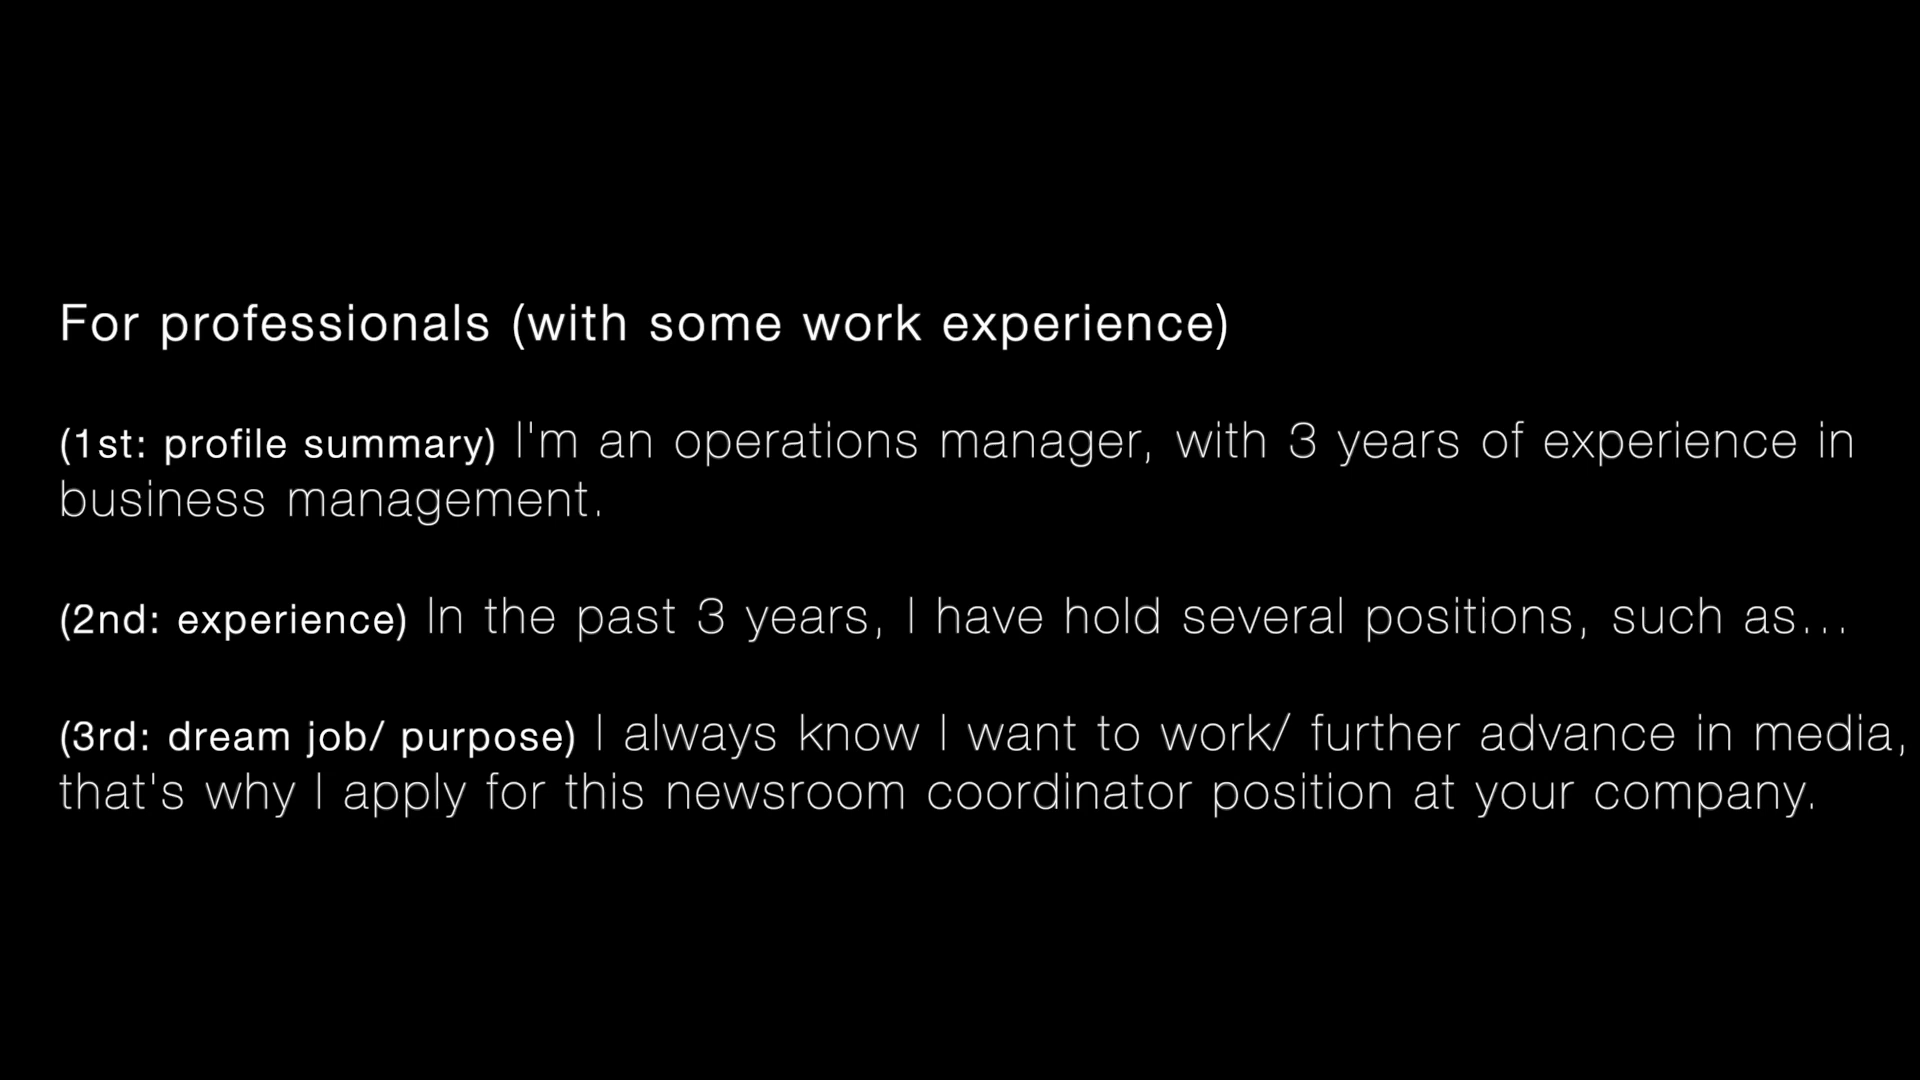 For professionals (with some work experience)
(1st: profile summary) I'm an operations manager, with 3 years of experience in
business management.
(2nd: experience) In the past 3 years, I have hold several positions, such as...
(3rd: dream job/ purpose) I always know I want to work/ further advance in media,
that's why I apply for this newsroom coordinator position at your company.